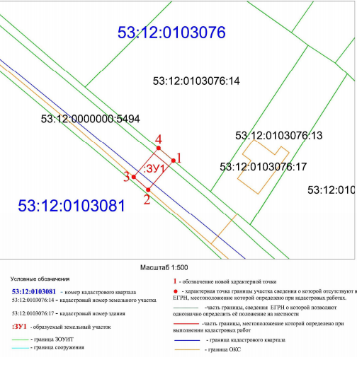 53:12:0103076
53:12:0103076:14
53:12:0000000:5494
53:12:0103076:13
4
1
53:12:0103076:17
:ЗУ1
3
53:12:010
2
53:12:0103081
Масштаб 1:500
Условные обозначения
53:12:0103081 - номер кадастрового квартала
53:12:0103076:14 - кадастровый номер земельного участка
53:12:0103076:17 - кадастровый номер здания
:ЗУ1 - образуемый земельный участок
- граница ЗОУИТ
- граница сооружения
1 - обозначение новой характерной точки
- характерная точка границы участка сведения о которой отсутствуют в
ЕГРН, местоположение которой определено при кадастровых работах.
- граница, сведения ЕГРН о которой позволяют
однозначно определить её положение на местности
- часть границы, местоположение которой определено при
выполнении кадастровых работ
- граница кадастрового квартала
- граница ОКС